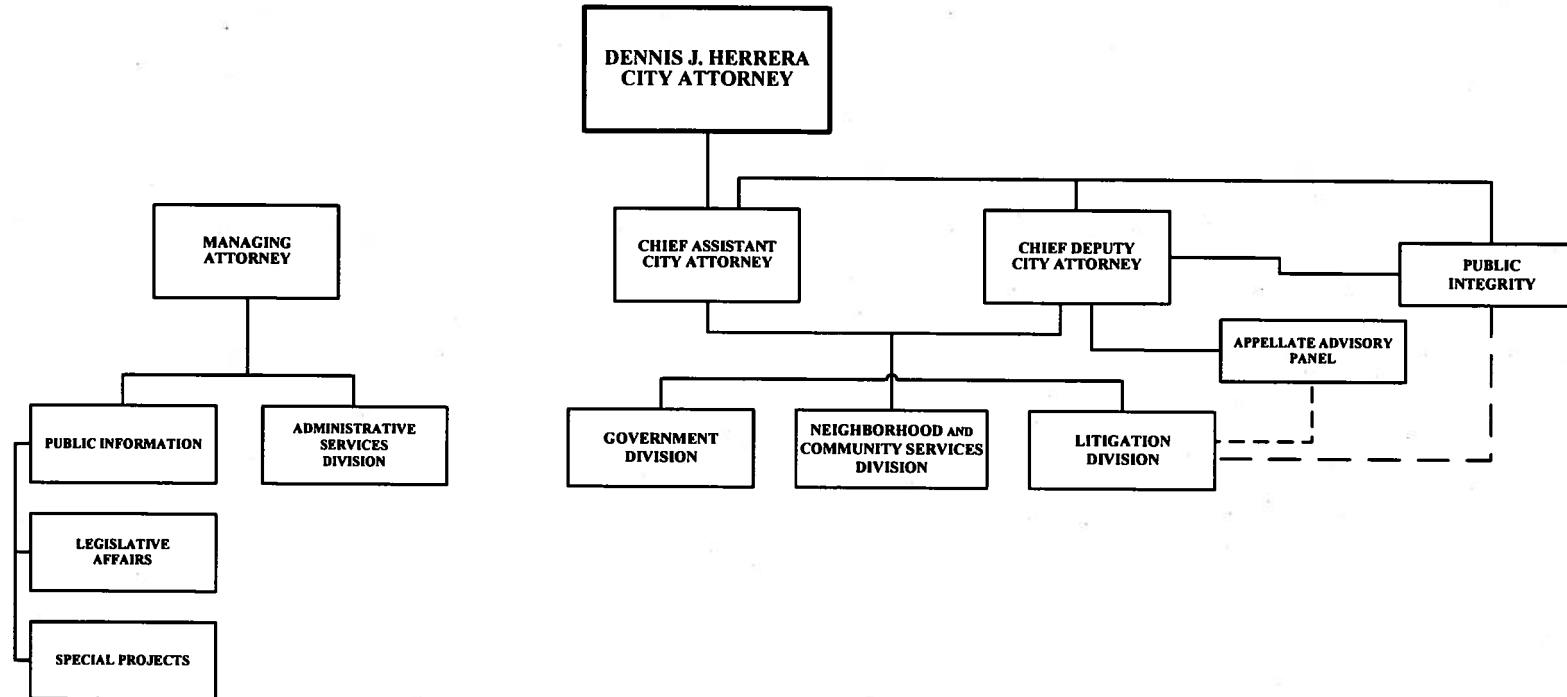 DENNIS J. HERRERA
CITY ATTORNEY
MANAGING
ATTORNEY
CHIEF ASSISTANT
CITY ATTORNEY
CHIEF DEPUTY
CITY ATTORNEY
PUBLIC
INTEGRITY
APPELLATE ADVISORY
PANEL
PUBLIC INFORMATION
ADMINISTRATIVE
SERVICES
DIVISION
GOVERNMENT
DIVISION
NEIGHBORHOOD AND
COMMUNITY SERVICES
DIVISION
LITIGATION
DIVISION
LEGISLATIVE
AFFAIRS
SPECIAL PROJECTS